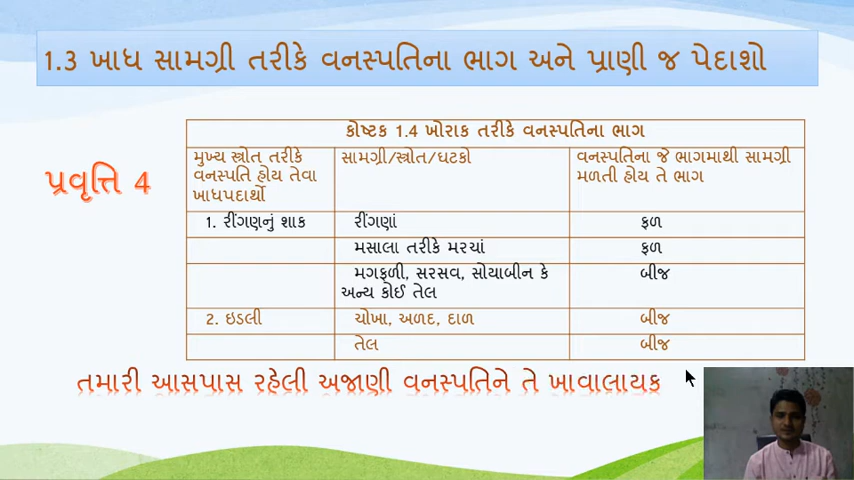 1.3 ખાધ સામગ્રી તરીકે વનસ્પતિના ભાગ અને પ્રાણી જ પેદાશો
કોષ્ટક 1.4 ખોરાક તરીકે વનસ્પતિના ભાગ
પ્રવૃત્તિ 4
મુખ્ય સ્ત્રોત તરીકે
વનસ્પતિ હોય તેવા
ખાધપદાર્થો
સામગ્રી/સ્ત્રોત/ઘટકો
વનસ્પતિના જે ભાગમાથી સામગ્રી
મળતી હોય તે ભાગ
1. રીંગણનું શાક
રીંગણાં
ફળ
મસાલા તરીકે મરચાં
ફળ
મગફળી, સરસવ, સોયાબીન કે
અન્ય કોઈ તેલ
બીજ
2. ઇડલી
ચોખા, અળદ, દાળ
બીજ
તેલ
બીજ
તમારી આસપાસ રહેલી અજાણી વનસ્પતિને તે ખાવાલાયક